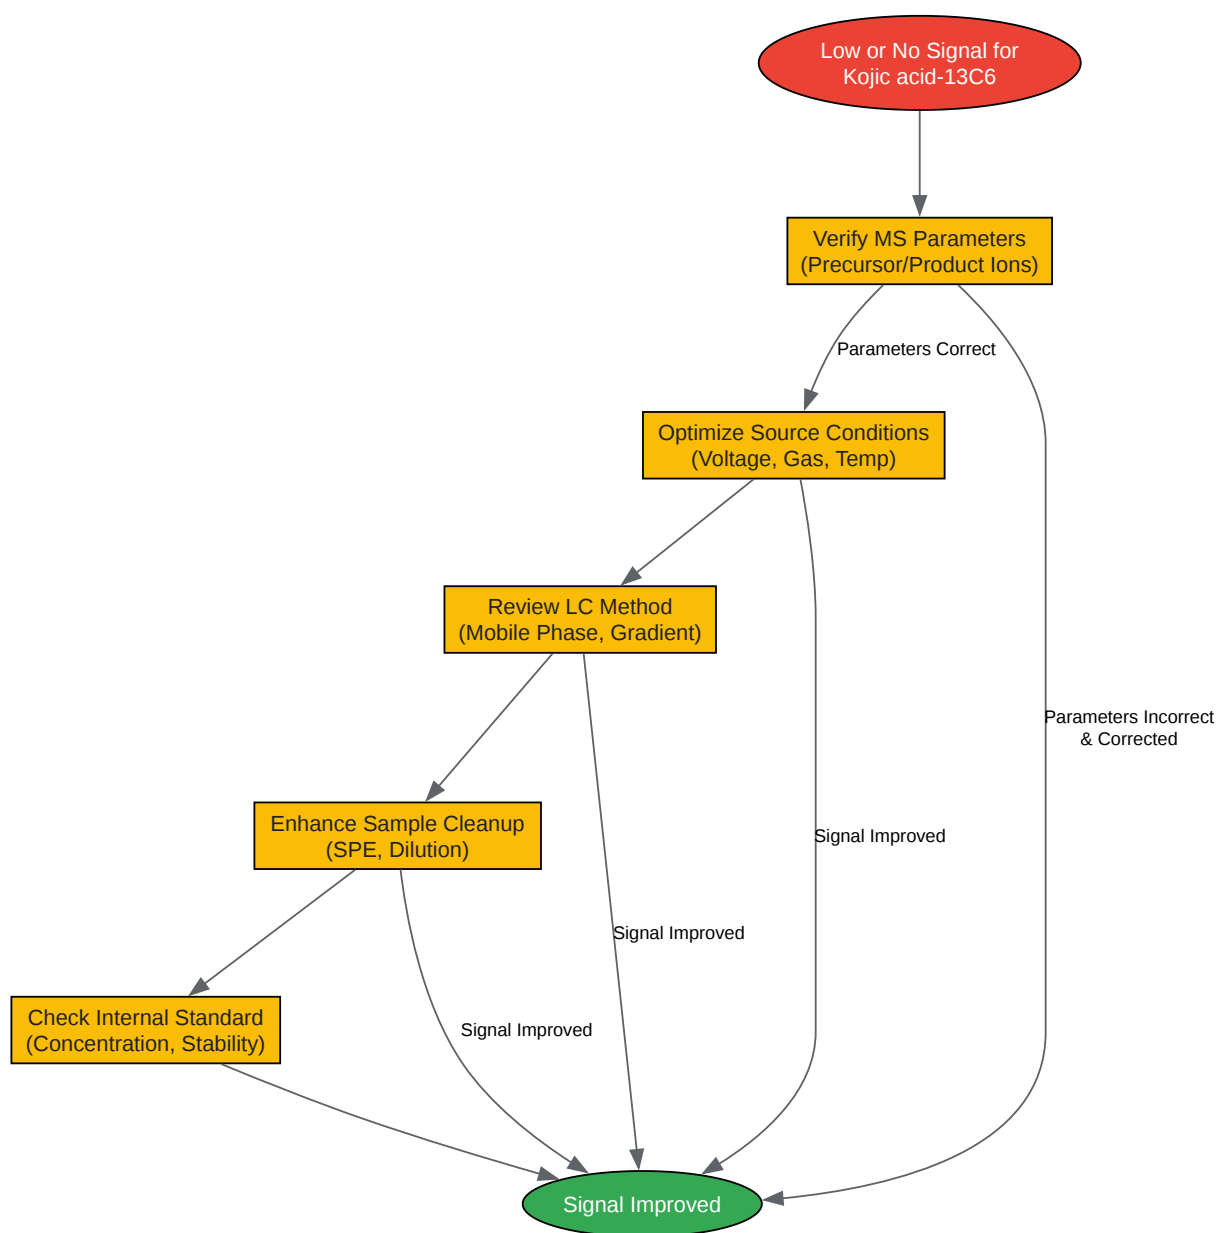 Low or No Signal for
Kojic acid-13C6
Verify MS Parameters
(Precursor/Product Ions)
Parameters Correct
Optimize Source Conditions
(Voltage, Gas, Temp)
Review LC Method
(Mobile Phase, Gradient)
Parameters Incorrect
& Corrected
Enhance Sample Cleanup
(SPE, Dilution)
Signal Improved
Signal Improved
Check Internal Standard
(Concentration, Stability)
Signal Improved
Signal Improved